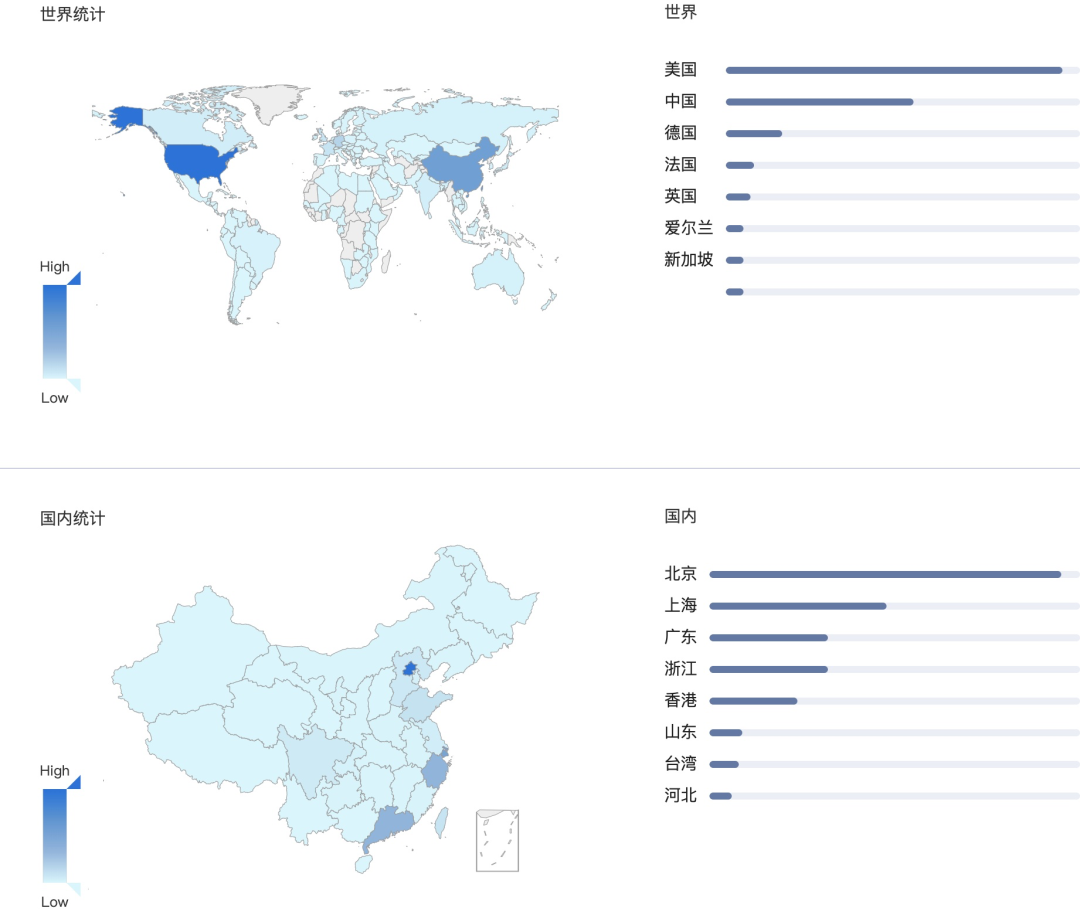 世界统计
世界
美国
中国
德国
法国
英国
爱尔兰
新加坡
High
Low
国内统计
国内
北京
上海
广东
浙江
香港
山东
台湾
河北
High
Low